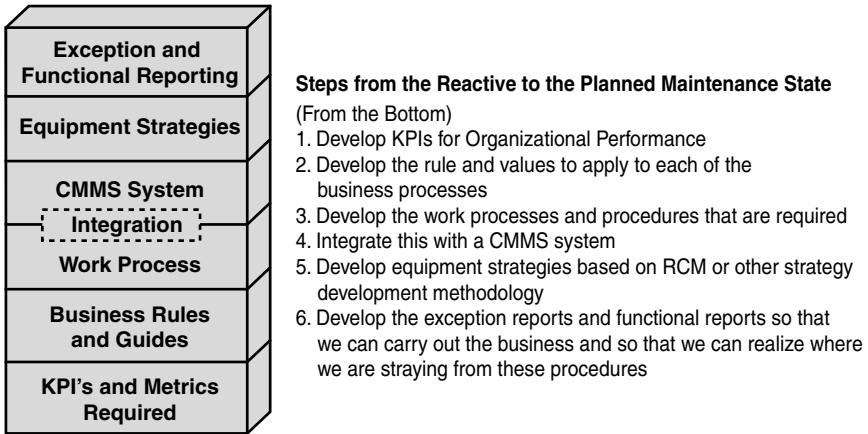 Exception and
Functional Reporting
Equipment Strategies
CMMS System
Integration
Work Process
Business Rules
and Guides
KPI's and Metrics
Required
Steps from the Reactive to the Planned Maintenance State
(From the Bottom)
1. Develop KPIs for Organizational Performance
2. Develop the rule and values to apply to each of the
business processes
3. Develop the work processes and procedures that are required
4. Integrate this with a CMMS system
5. Develop equipment strategies based on RCM or other strategy
development methodology
6. Develop the exception reports and functional reports so that
we can carry out the business and so that we can realize where
we are straying from these procedures